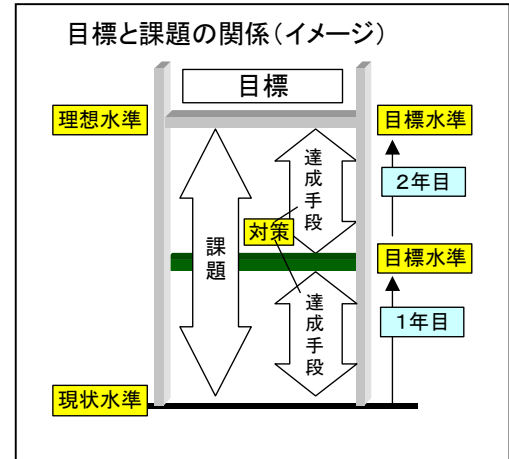 目標と課題の関係（イメージ）
目標
理想水準
目標水準
達成手段
2年目
対策
課題
目標水準
達成手段
1年目
現状水準